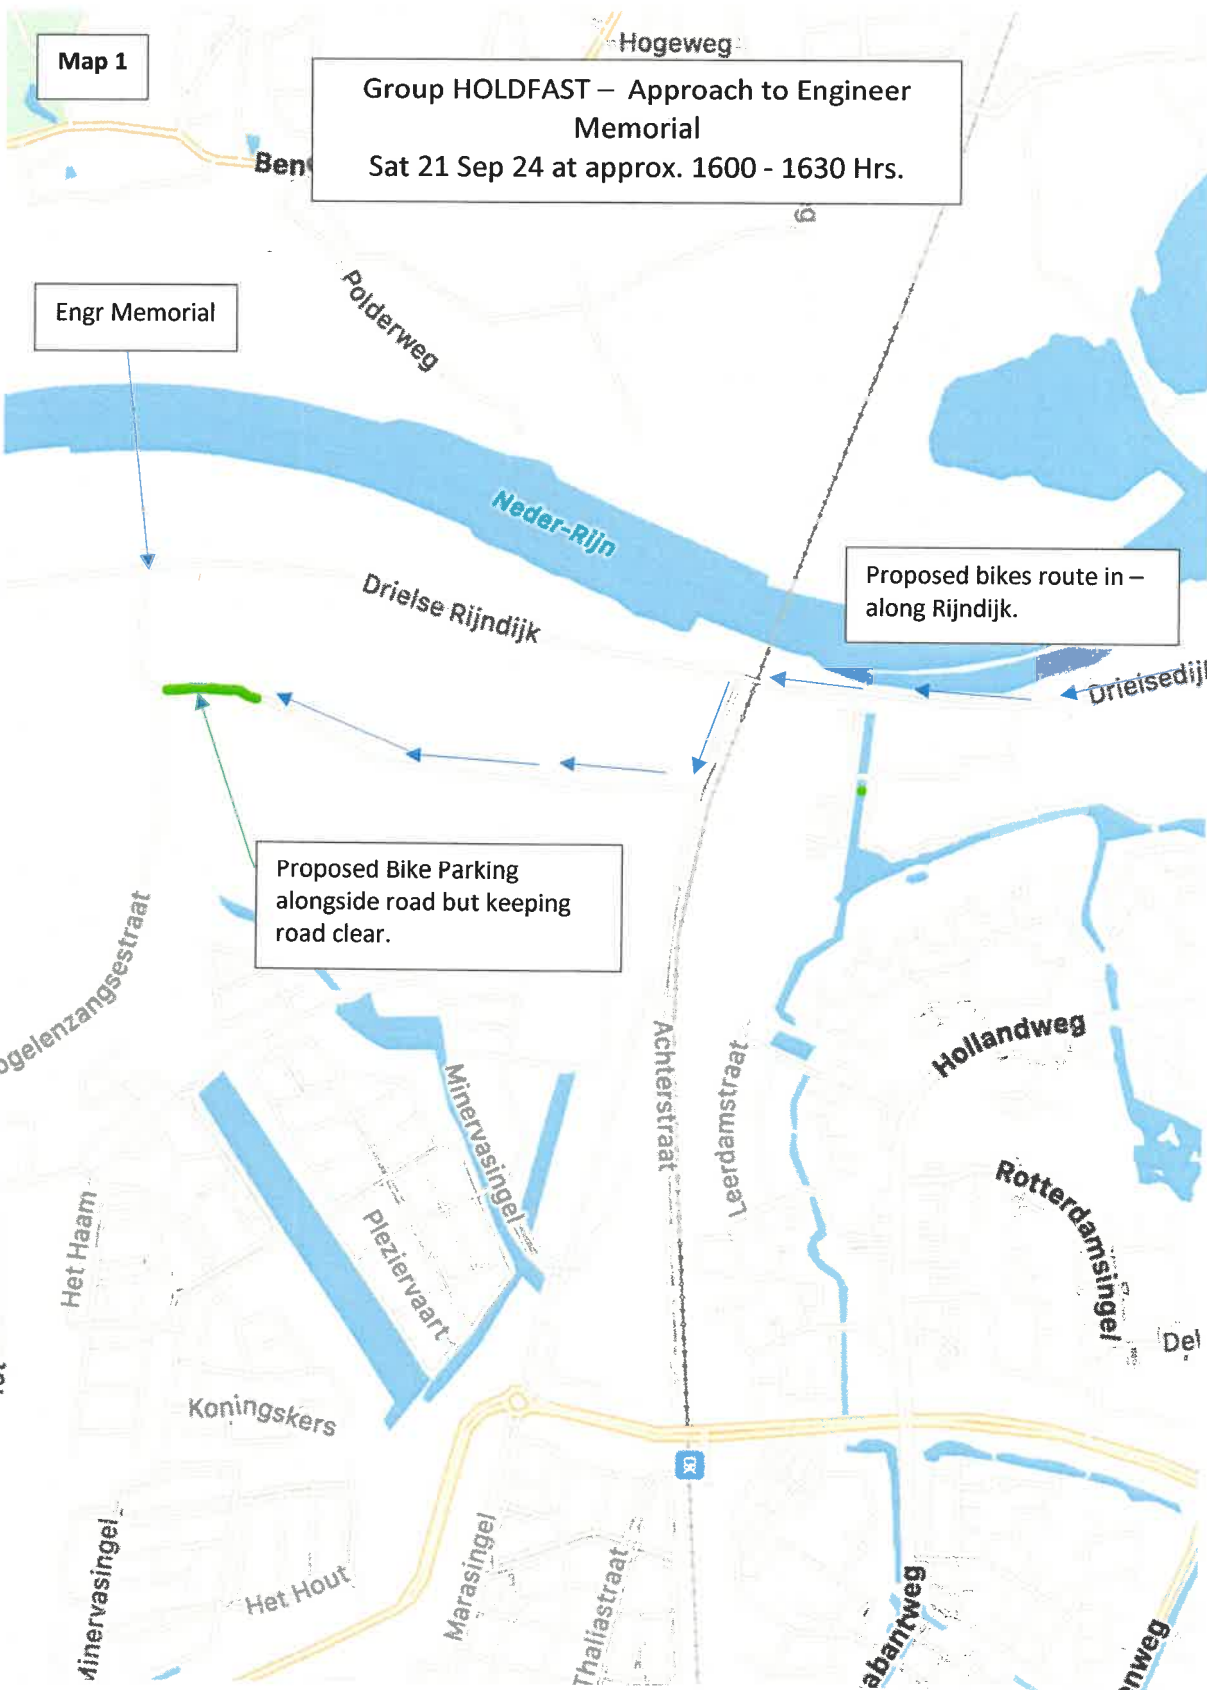 Map 1
Hogeweg
Group HOLDFAST – Approach to Engineer
Memorial
Sat 21 Sep 24 at approx. 1600 - 1630 Hrs.
Polderweg
Engr Memorial
Neder-Rijn
Drielse Rijndijk
Proposed bikes route in –
along Rijndijk.
Proposed Bike Parking
alongside road but keeping
road clear.
Achterstraat
Leerdamstraat
Hollandweg
Minervasingel
Pleziervaart
Rotterdamsingel
Het Haam
Del
Koningskers
Minervasingel
Het Hout
Marasingel
Thaliastraat